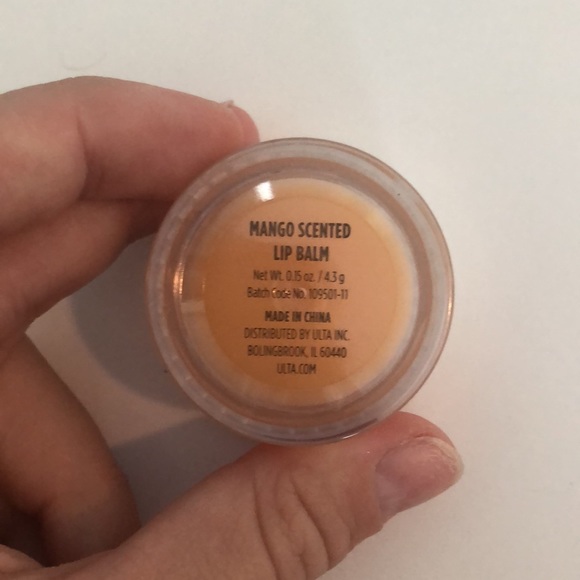 MANGO SCENTED
LIP BALM
Net Wt. 0.15 oz. / 4.3 g
Batch Code No. 109501-11
MADE IN CHINA
DISTRIBUTED BY ULTA INC.
BOLINGBROOK, IL 60440
ULTA.COM